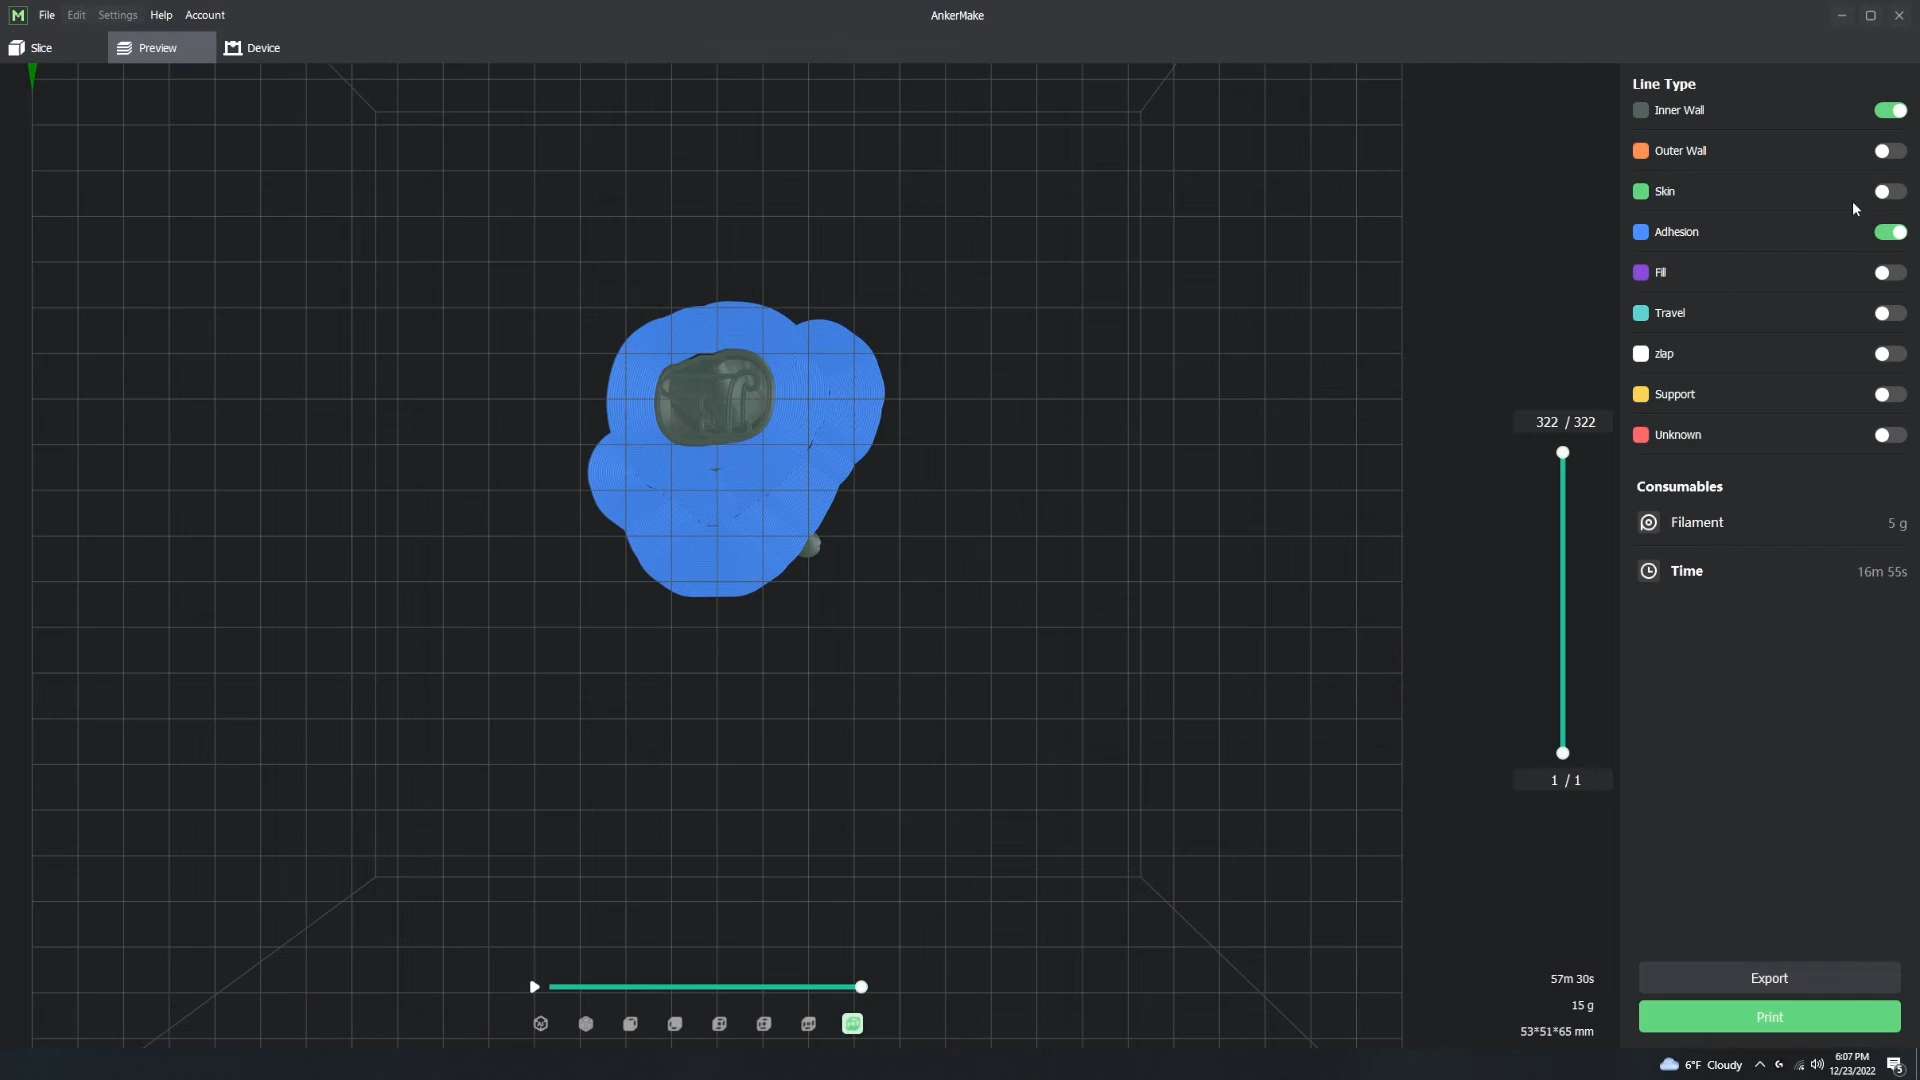 M File Edit Settings Help Account
AnkerMake
Slice
Preview
Device
Line Type
Inner Wall
Outer Wall
Skin
Adhesion
Fill
Travel
zlap
Support
Unknown
322 / 322
1 / 1
Consumables
Filament 5 g
Time 16m 55s
57m 30s
15 g
53*51*65 mm
Export
Print
6°F Cloudy
6:07 PM
12/23/2022
5